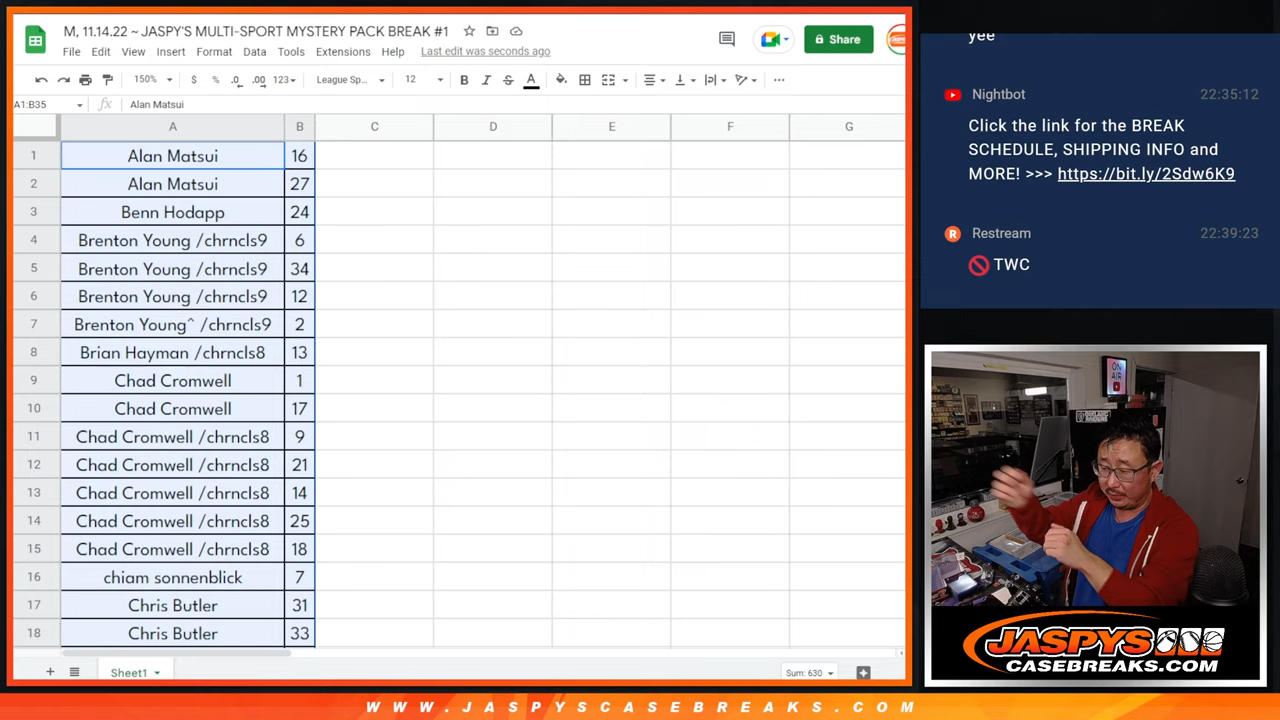 M, 11.14.22 ~ JASPY'S MULTI-SPORT MYSTERY PACK BREAK #1
File Edit View Insert Format Data Tools Extensions Help Last edit was seconds ago
Share
150% $ % .0 .00 123 League Sp... 12 B I S A
A1:B35 fx Alan Matsui
A B C D E F G
1 Alan Matsui 16
2 Alan Matsui 27
3 Benn Hodapp 24
4 Brenton Young /chrncls9 6
5 Brenton Young /chrncls9 34
6 Brenton Young /chrncls9 12
7 Brenton Young^ /chrncls9 2
8 Brian Hayman /chrncls8 13
9 Chad Cromwell 1
10 Chad Cromwell 17
11 Chad Cromwell /chrncls8 9
12 Chad Cromwell /chrncls8 21
13 Chad Cromwell /chrncls8 14
14 Chad Cromwell /chrncls8 25
15 Chad Cromwell /chrncls8 18
16 chiam sonnenblick 7
17 Chris Butler 31
18 Chris Butler 33
Sheet1
Sum: 630
yee
Nightbot 22:35:12
Click the link for the BREAK
SCHEDULE, SHIPPING INFO and
MORE! >>> https://bit.ly/2Sdw6K9
Restream 22:39:23
🚫 TWC
ON
AIR
JASPYS
CASEBREAKS.COM
WWW.JASPYSCASEBREAKS.COM